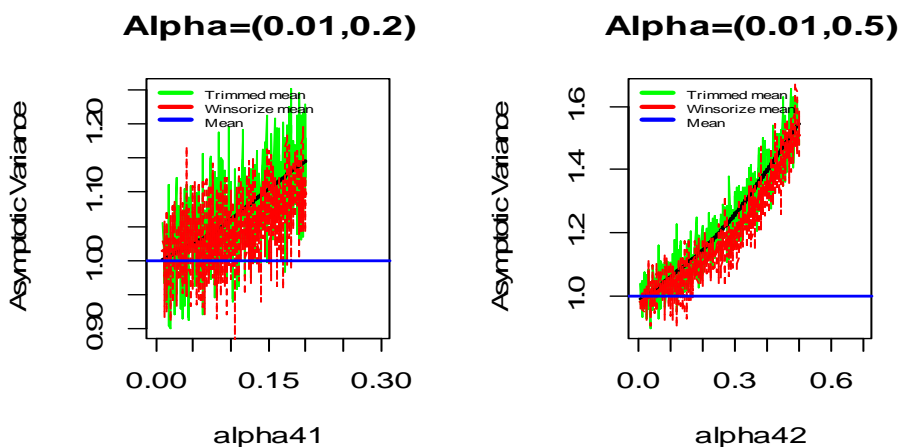 Alpha=(0.01,0.2)
Asymptotic Variance
0.90 1.00 1.10 1.20
Trimmed mean
Winsorize mean
Mean
0.00 0.15 0.30
alpha41
Alpha=(0.01,0.5)
Asymptotic Variance
1.0 1.2 1.4 1.6
Trimmed mean
Winsorize mean
Mean
0.0 0.3 0.6
alpha42